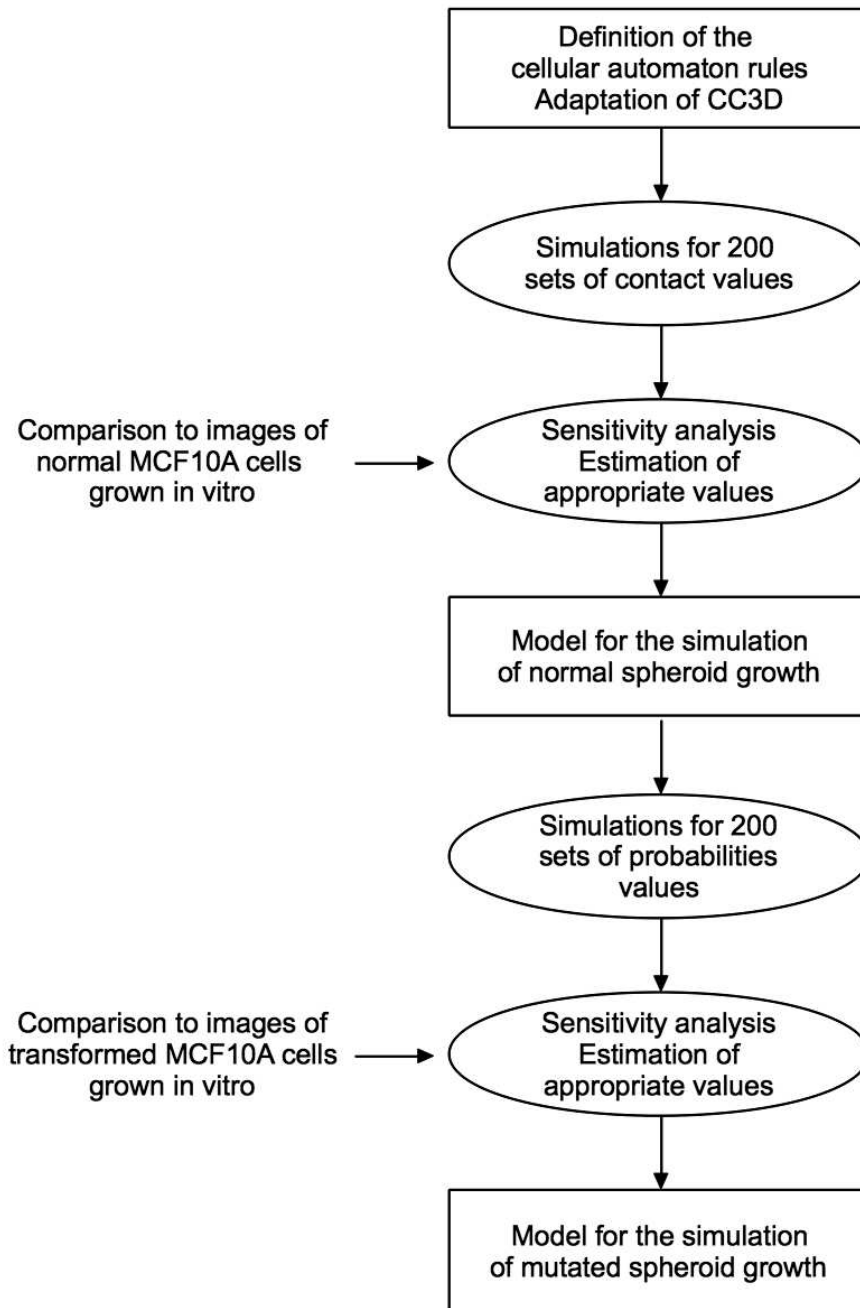 Definition of the
cellular automaton rules
Adaptation of CC3D
Simulations for 200
sets of contact values
Comparison to images of
normal MCF10A cells
grown in vitro
Sensitivity analysis
Estimation of
appropriate values
Model for the simulation
of normal spheroid growth
Simulations for 200
sets of probabilities
values
Comparison to images of
transformed MCF10A cells
grown in vitro
Sensitivity analysis
Estimation of
appropriate values
Model for the simulation
of mutated spheroid growth